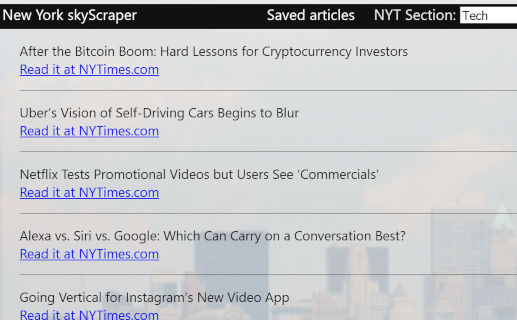 New York skyScraper Saved articles NYT Section: Tech
After the Bitcoin Boom: Hard Lessons for Cryptocurrency Investors
Read it at NYTimes.com
Uber's Vision of Self-Driving Cars Begins to Blur
Read it at NYTimes.com
Netflix Tests Promotional Videos but Users See ‘Commercials’
Read it at NYTimes.com
Alexa vs. Siri vs. Google: Which Can Carry on a Conversation Best?
Read it at NYTimes.com
Going Vertical for Instagram's New Video App
Read it at NYTimes.com